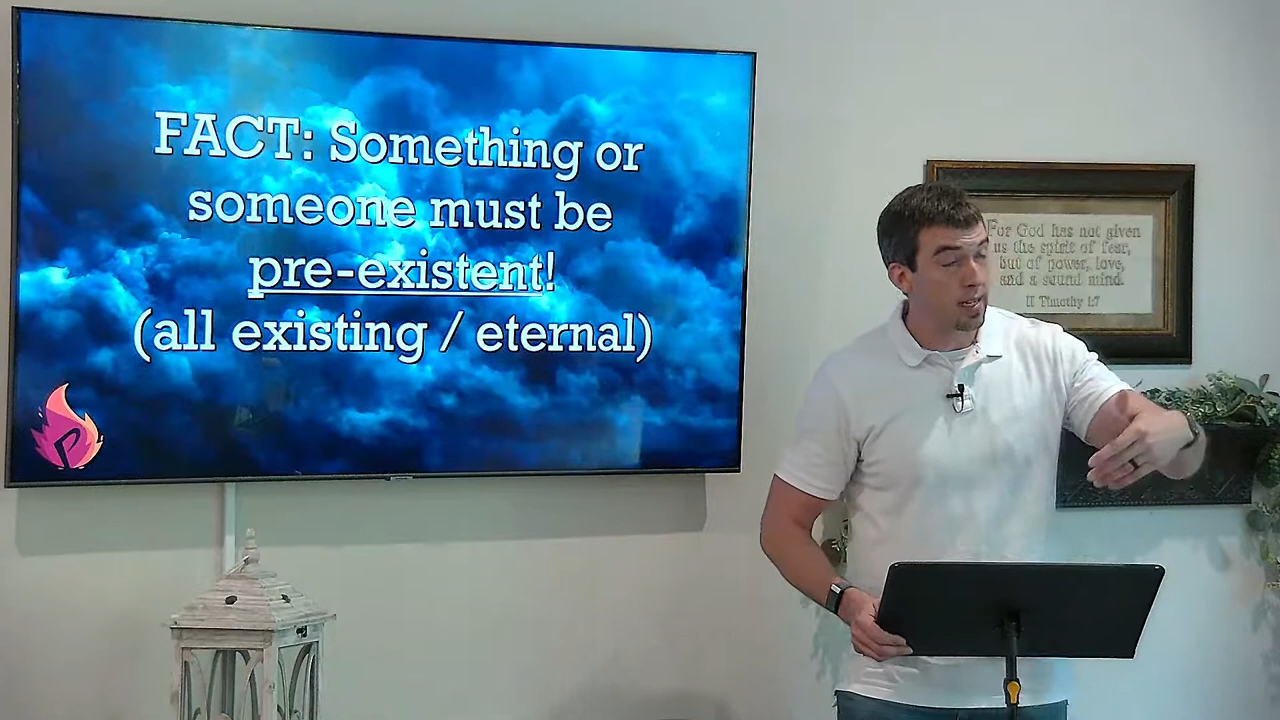 FACT: Something or
someone must be
pre-existent!
(all existing / eternal)
P
For God has not given
us the spirit of fear,
but of power, love,
and a sound mind.
II Timothy 1:7